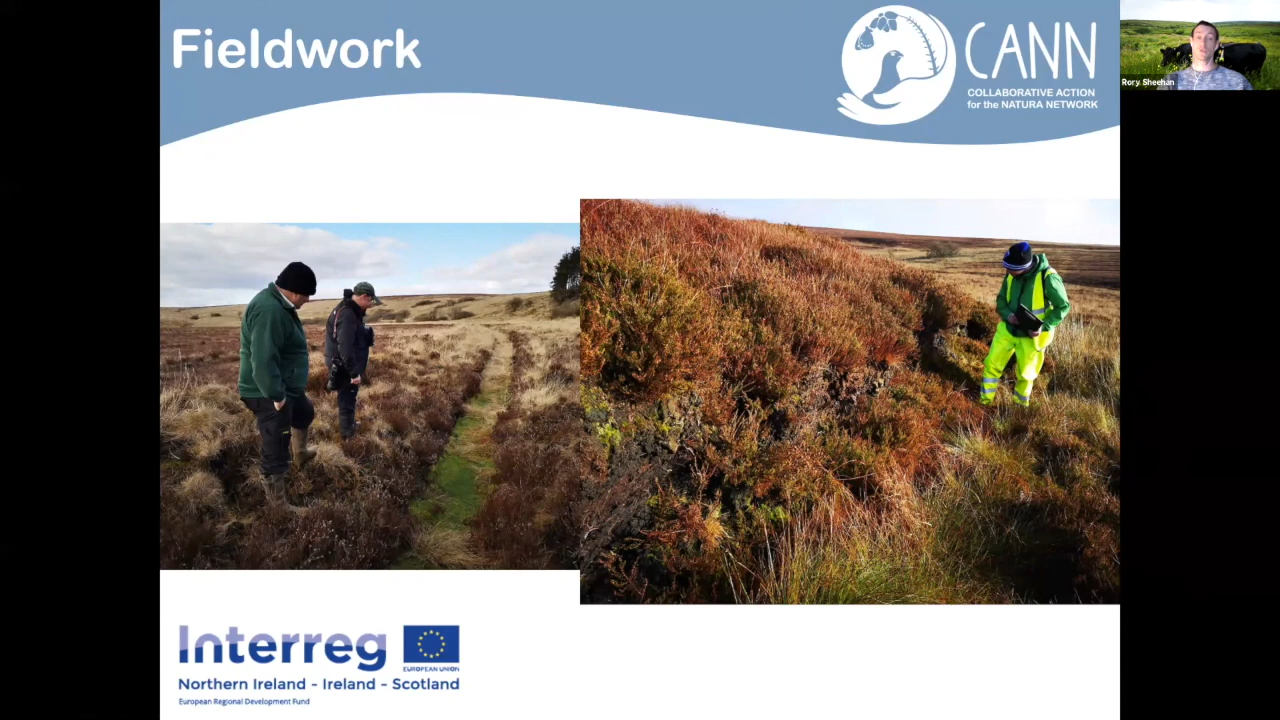 Fieldwork
CANN
COLLABORATIVE ACTION
for the NATURA NETWORK
Rory Sheehan
Interreg
EUROPEAN UNION
Northern Ireland - Ireland - Scotland
European Regional Development Fund